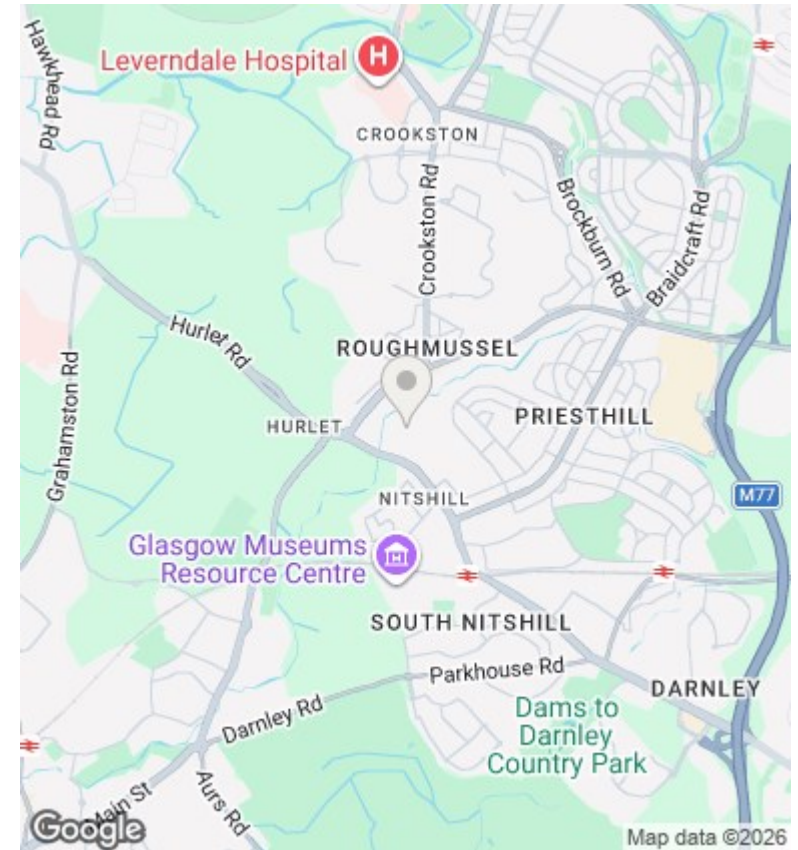 Hawkhead Rd
Leverndale Hospital
H
CROOKSTON
Crookston Rd
Brockburn Rd
Braidcraft Rd
Hurlet Rd
ROUGHMUSSEL
Grahamston Rd
HURLET
PRIESTHILL
NITSHILL
M77
Glasgow Museums
Resource Centre
SOUTH NITSHILL
Parkhouse Rd
DARNLEY
Darnley Rd
Dams to
Darnley
Country Park
Main St
Aurs Rd
Google
Map data ©2026